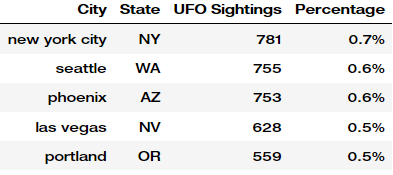 City State UFO Sightings Percentage
new york city NY 781 0.7%
seattle WA 755 0.6%
phoenix AZ 753 0.6%
las vegas NV 628 0.5%
portland OR 559 0.5%